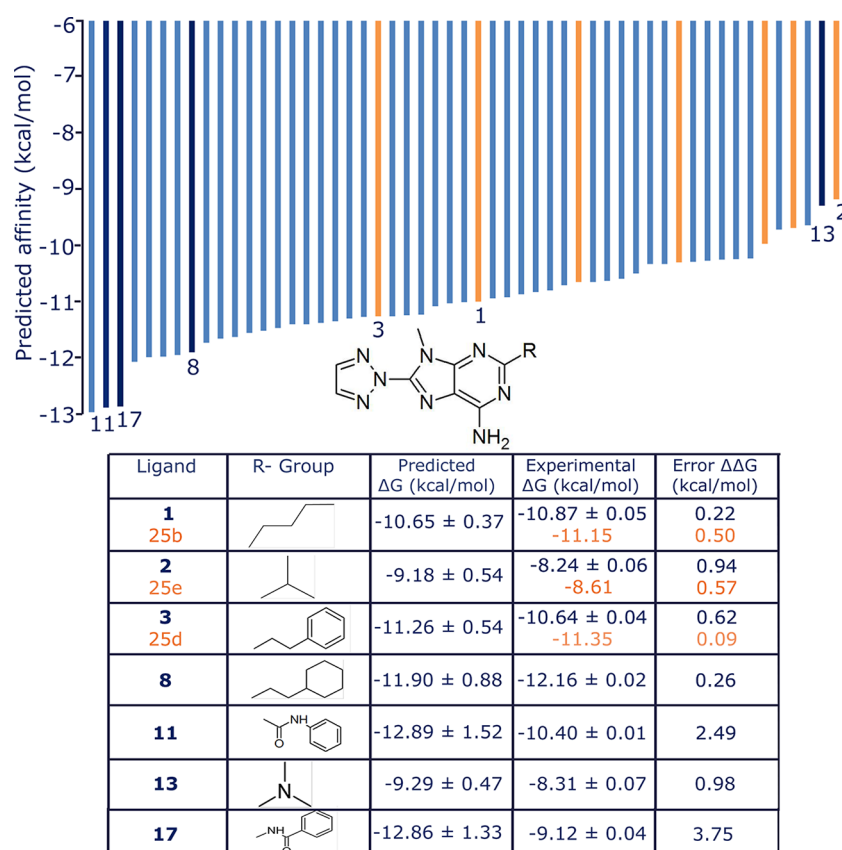 Predicted affinity (kcal/mol)
-6
-7
-8
-9
-10
-11
-12
-13
11 17
8
3
1
13
2
N
N
N
N
N
N
N
R
NH2
Ligand R- Group Predicted ΔG (kcal/mol) Experimental ΔG (kcal/mol) Error ΔΔG (kcal/mol)
1 -10.65 ± 0.37 -10.87 ± 0.05 0.22
25b -11.15 0.50
2 -9.18 ± 0.54 -8.24 ± 0.06 0.94
25e -8.61 0.57
3 -11.26 ± 0.54 -10.64 ± 0.04 0.62
25d -11.35 0.09
8 -11.90 ± 0.88 -12.16 ± 0.02 0.26
11 NH O -12.89 ± 1.52 -10.40 ± 0.01 2.49
13 N -9.29 ± 0.47 -8.31 ± 0.07 0.98
17 NH O -12.86 ± 1.33 -9.12 ± 0.04 3.75